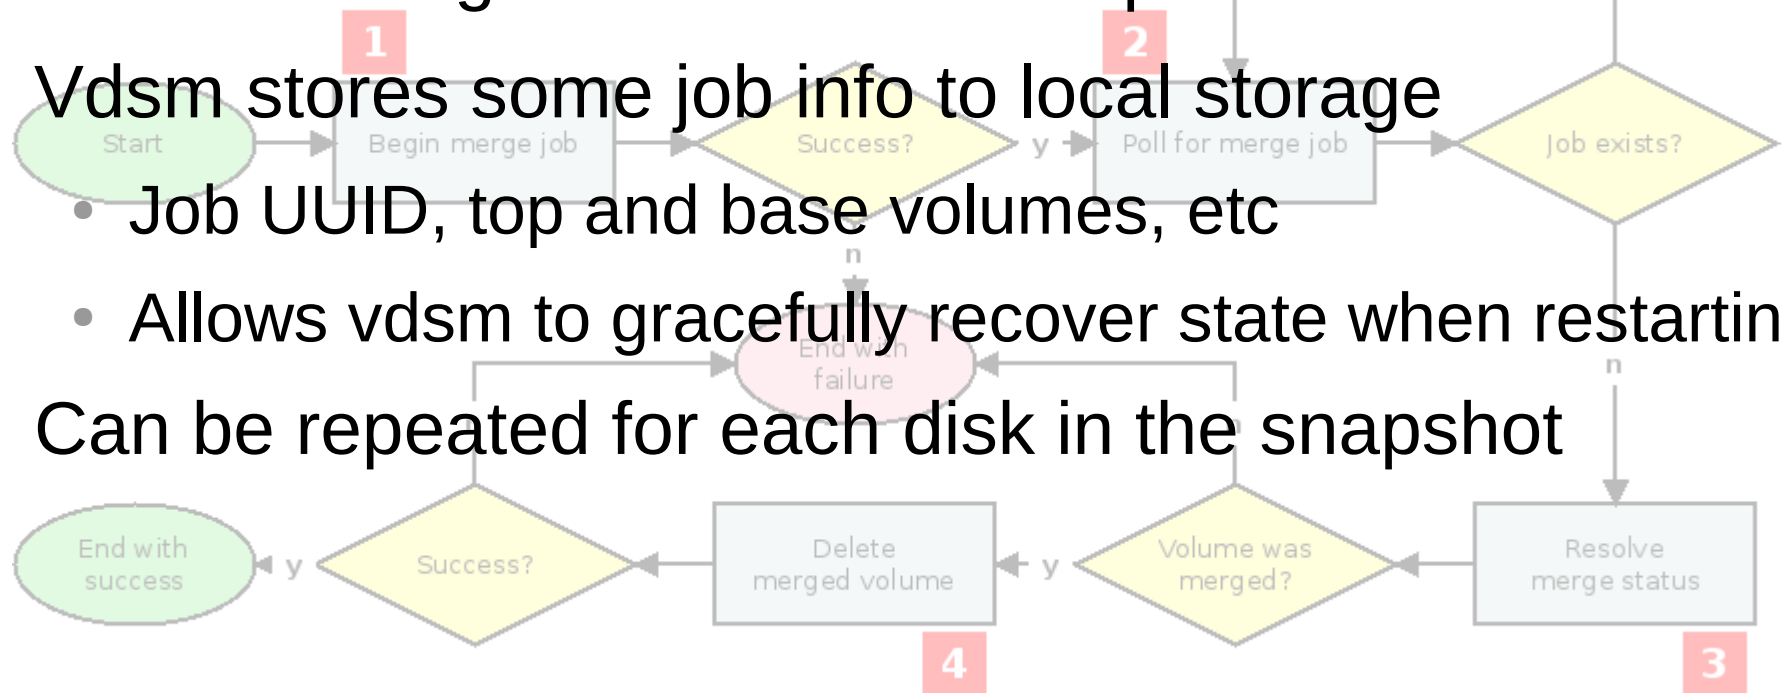 1
2
Vdsm stores some job info to local storage
Start
Begin merge job
Success?
y
Poll for merge job
Job exists?
• Job UUID, top and base volumes, etc
n
• Allows vdsm to gracefully recover state when restartin
End with
failure
n
Can be repeated for each disk in the snapshot
End with
success
y
Success?
Delete
merged volume
y
Volume was
merged?
Resolve
merge status
4
3